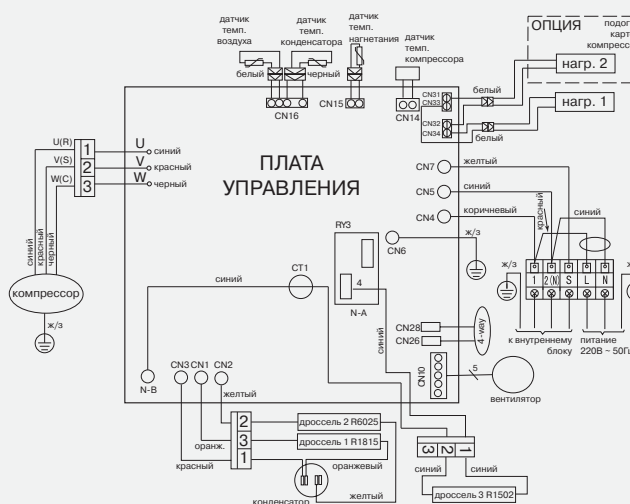 датчик
темп.
воздуха
датчик
темп.
конденсатора
датчик
темп.
нагнетания
датчик
темп.
компрессора
ОПЦИЯ
нагр. 2
нагр. 1
белый
черный
белый
белый
CN16
CN15
CN14
CN31
CN33
CN32
CN34
U(R)
V(S)
W(C)
1
2
3
U
V
W
синий
красный
черный
ПЛАТА
УПРАВЛЕНИЯ
CN7
желтый
CN5
синий
CN4
коричневый
красный
синий
RY3
4
N-A
CN6
ж/з
ж/з
1
2(N)
S
L
N
к внутреннему
блоку
питание
220В ~ 50Гц
синий
красный
черный
компрессор
ж/з
синий
CT1
синий
CN28
CN26
4-way
CN10
5
вентилятор
N-B
CN3
CN1
CN2
желтый
оранж.
красный
2
3
1
дроссель 2 R6025
дроссель 1 R1815
оранжевый
конденсатор
желтый
3
2
1
синий
синий
дроссель 3 R1502